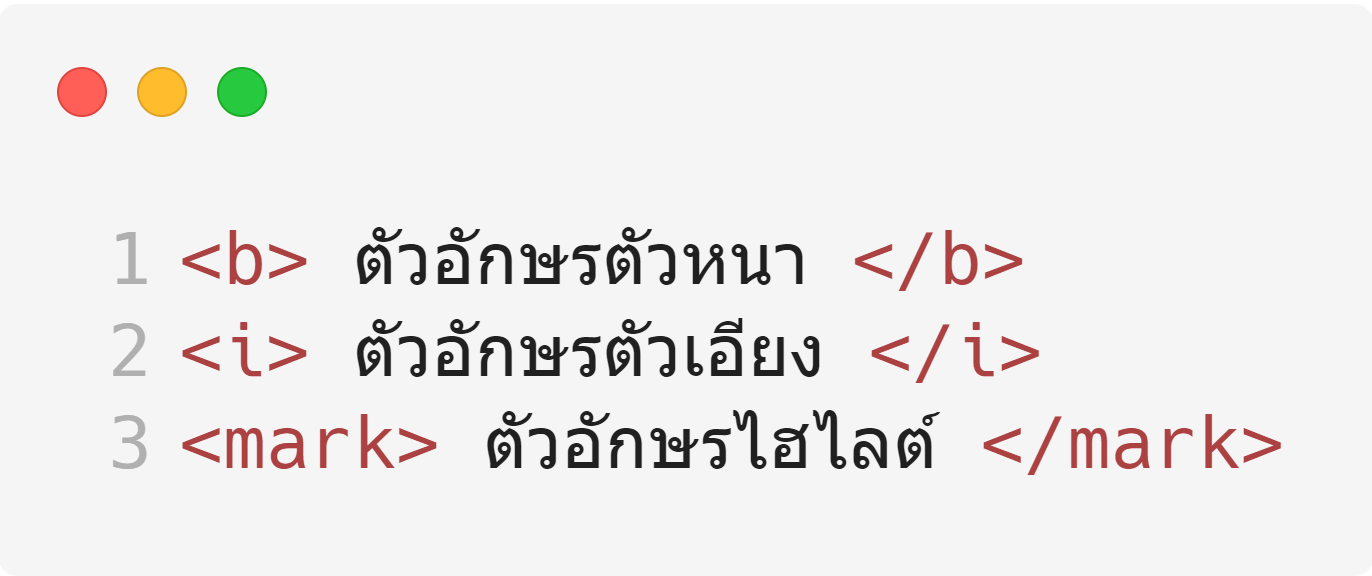 1 <b> ตัวอักษรตัวหนา </b>
2 <i> ตัวอักษรตัวเอียง </i>
3 <mark> ตัวอักษรไฮไลต์ </mark>